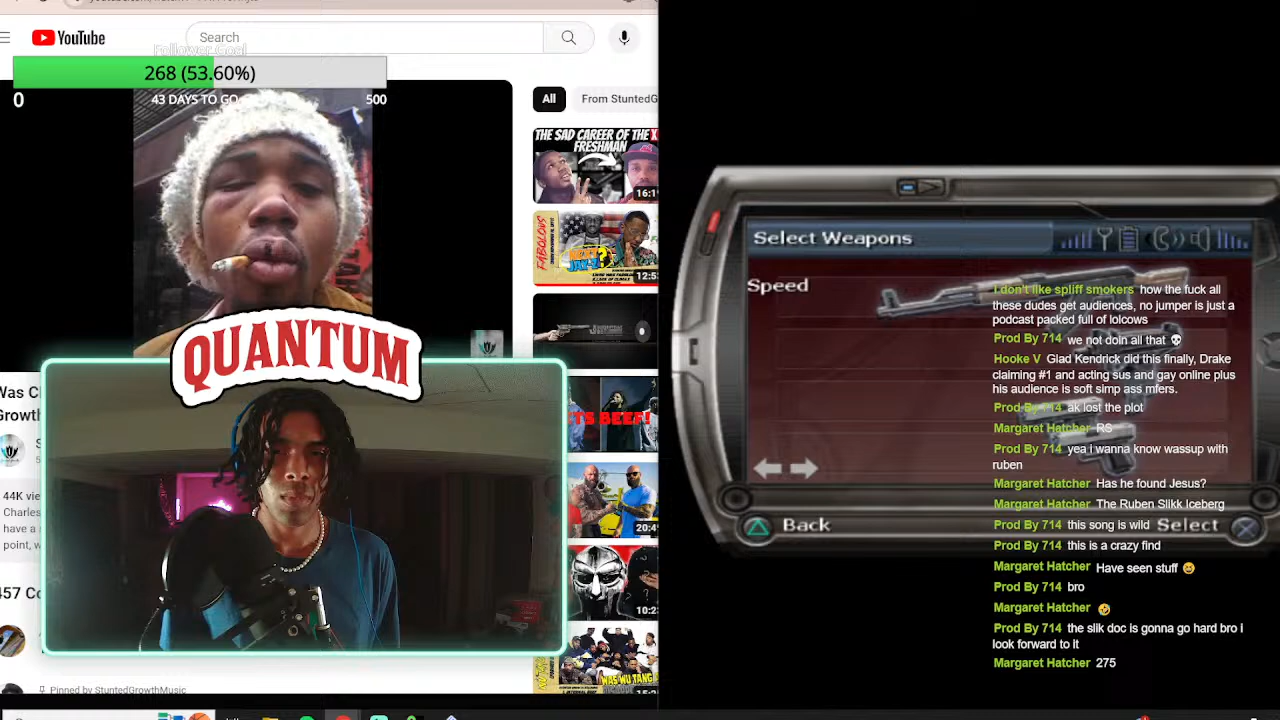 YouTube
Search
Follower Goal
268 (53.60%)
0
43 DAYS TO GO
500
All
From StuntedG
THE SAD CAREER OF THE X
FRESHMAN
16:1
FABOLOUS
12:5
QUANTUM
Was C
Growth
44K vie
Charles
have a
point, w
457 Co
Pinned by StuntedGrowthMusic
TS BEEF!
20:4
10:2
WAS WU TANG
Select Weapons
Speed
Back
Select
I don't like spliff smokers how the fuck all
these dudes get audiences, no jumper is just a
podcast packed full of lolcows
Prod By 714 we not doin all that 💀
Hooke V Glad Kendrick did this finally, Drake
claiming #1 and acting sus and gay online plus
his audience is soft simp ass mfers.
Prod By 714 ak lost the plot
Margaret Hatcher RS
Prod By 714 yea i wanna know wassup with
ruben
Margaret Hatcher Has he found Jesus?
Margaret Hatcher The Ruben Slikk Iceberg
Prod By 714 this song is wild
Prod By 714 this is a crazy find
Margaret Hatcher Have seen stuff 😆
Prod By 714 bro
Margaret Hatcher 🤣
Prod By 714 the slik doc is gonna go hard bro i
look forward to it
Margaret Hatcher 275